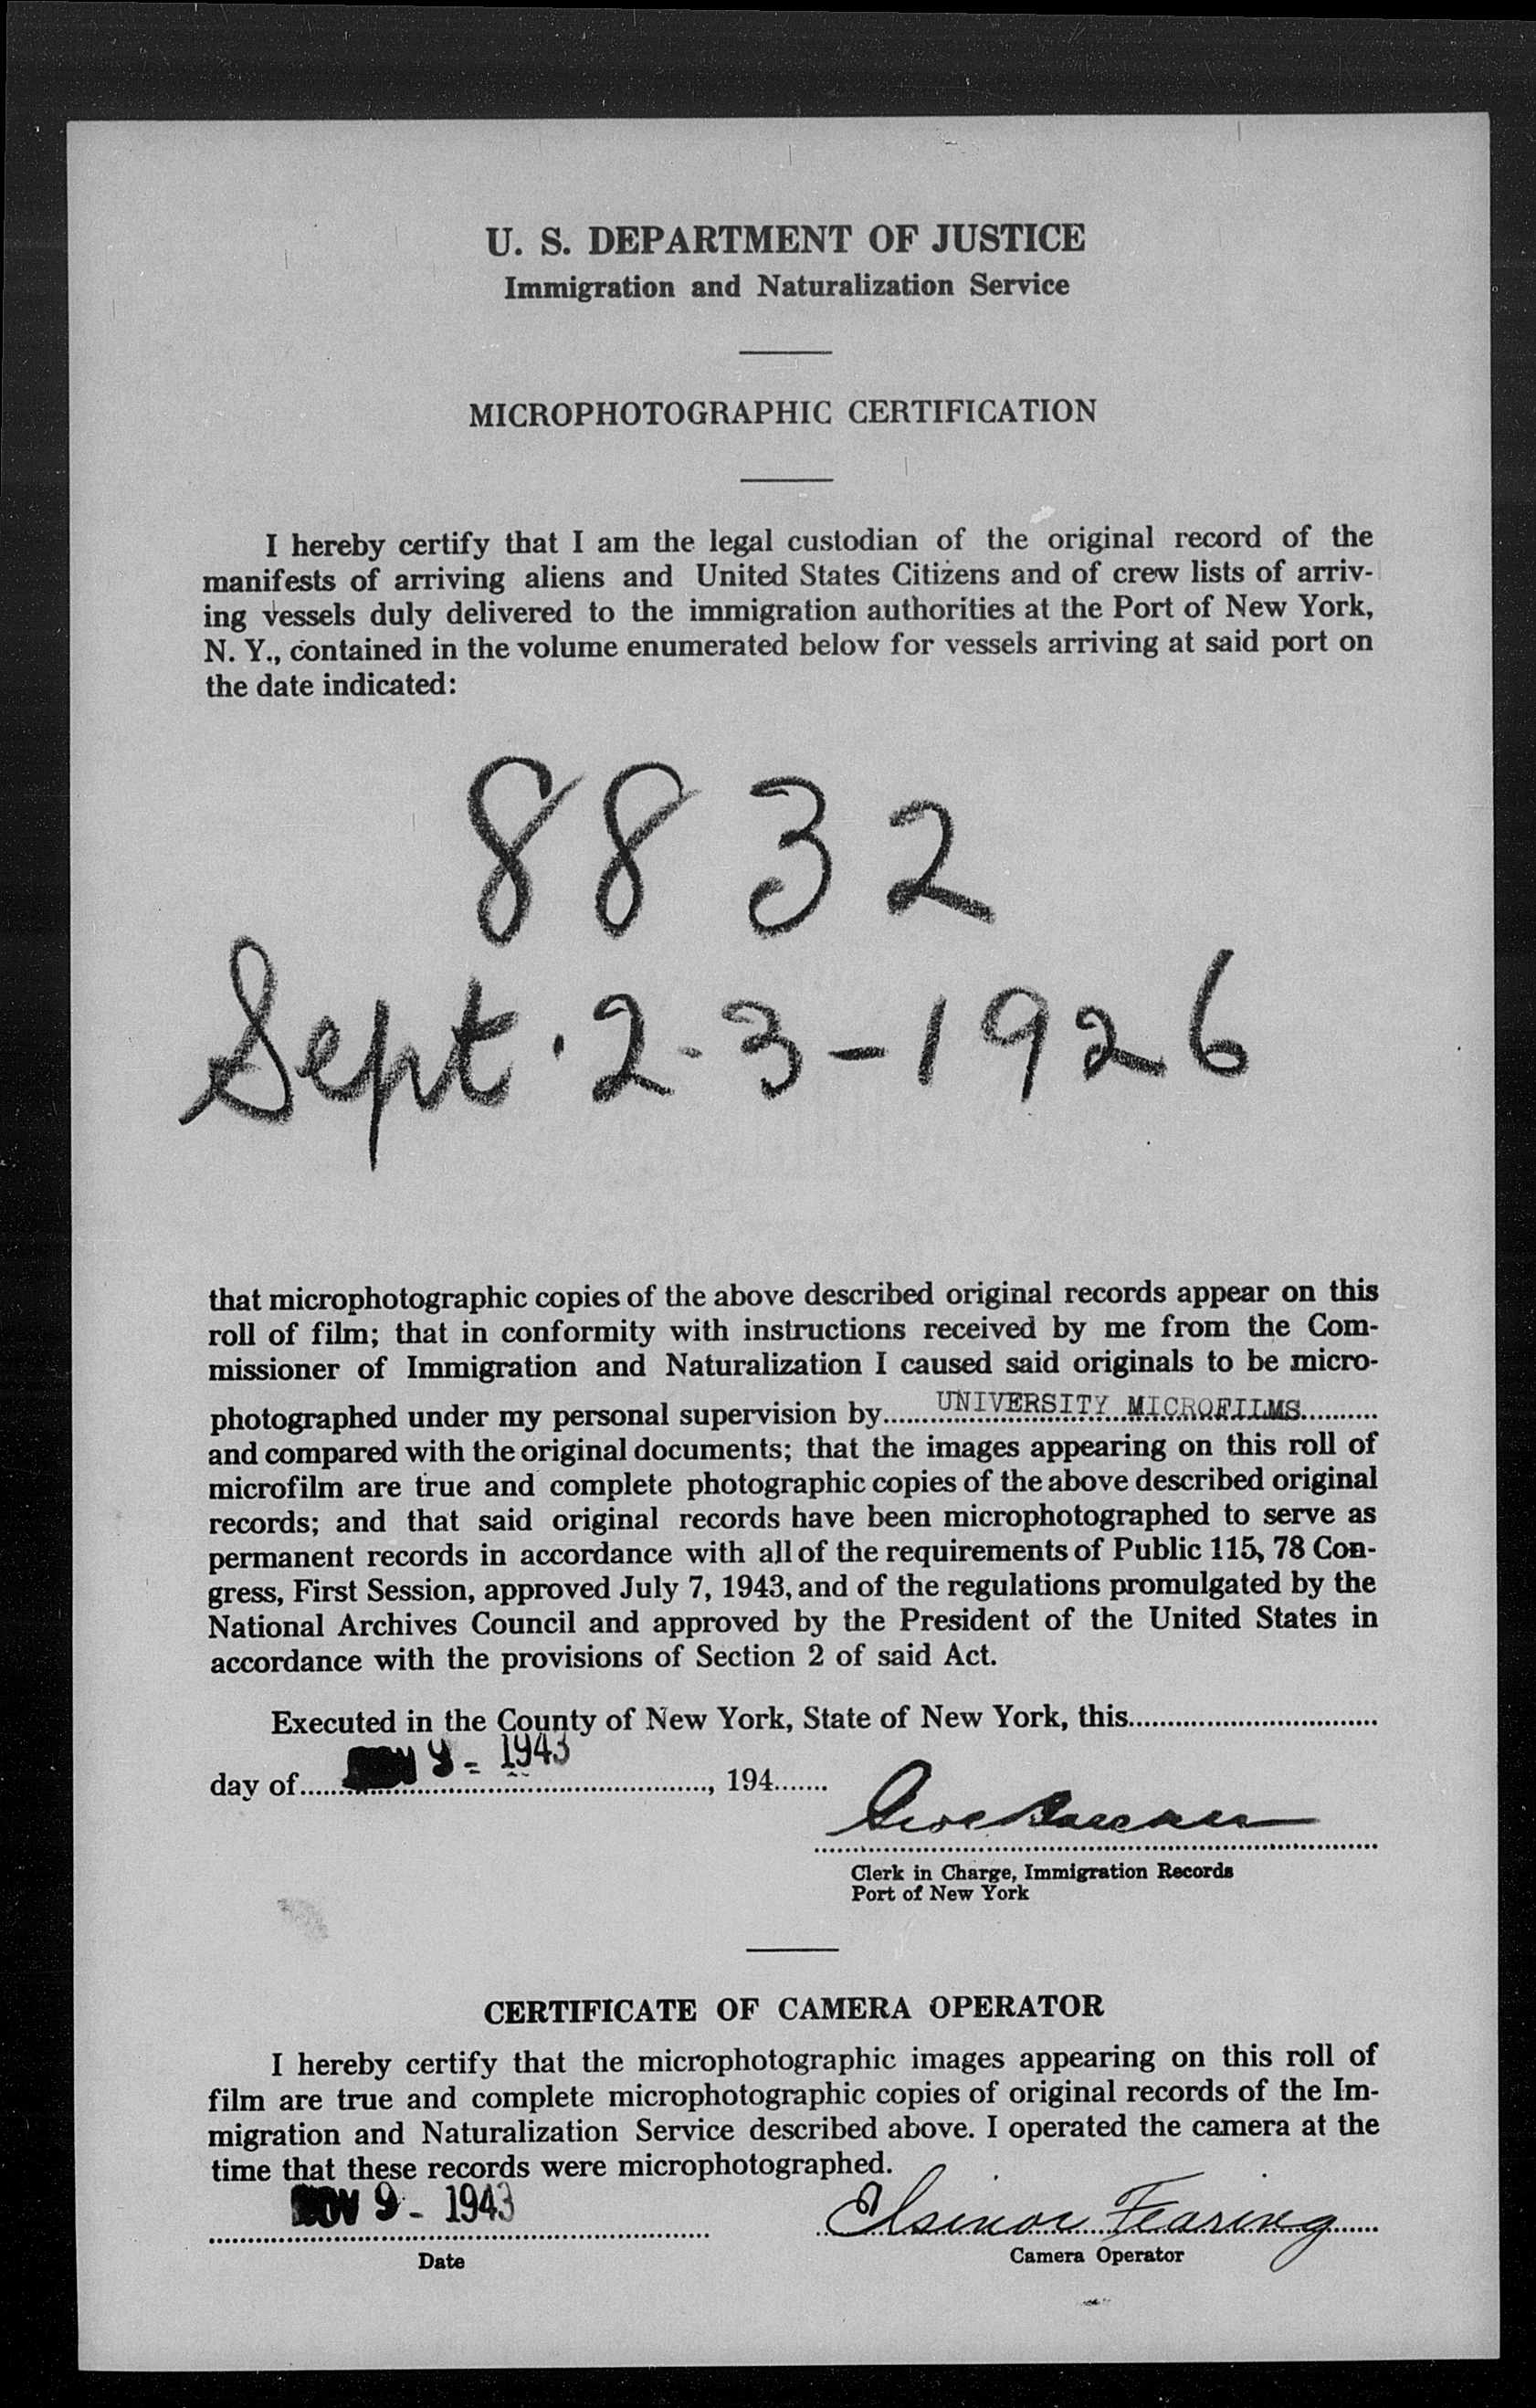 U. S. DEPARTMENT OF JUSTICE
Immigration and Naturalization Service
MICROPHOTOGRAPHIC CERTIFICATION
I hereby certify that I am the legal custodian of the original record of the
manifests of arriving aliens and United States Citizens and of crew lists of arriv-
ing vessels duly delivered to the immigration authorities at the Port of New York,
N. Y., contained in the volume enumerated below for vessels arriving at said port on
the date indicated:
8832
Sept. 2-3-1926
that microphotographic copies of the above described original records appear on this
roll of film; that in conformity with instructions received by me from the Com-
missioner of Immigration and Naturalization I caused said originals to be micro-
photographed under my personal supervision by UNIVERSITY MICROFILMS
and compared with the original documents; that the images appearing on this roll of
microfilm are true and complete photographic copies of the above described original
records; and that said original records have been microphotographed to serve as
permanent records in accordance with all of the requirements of Public 115, 78 Con-
gress, First Session, approved July 7, 1943, and of the regulations promulgated by the
National Archives Council and approved by the President of the United States in
accordance with the provisions of Section 2 of said Act.
Executed in the County of New York, State of New York, this
day of 9 - 1943, 194
Clerk in Charge, Immigration Records
Port of New York
CERTIFICATE OF CAMERA OPERATOR
I hereby certify that the microphotographic images appearing on this roll of
film are true and complete microphotographic copies of original records of the Im-
migration and Naturalization Service described above. I operated the camera at the
time that these records were microphotographed.
NOV 9 - 1943 Elsinor Fearing
Date Camera Operator